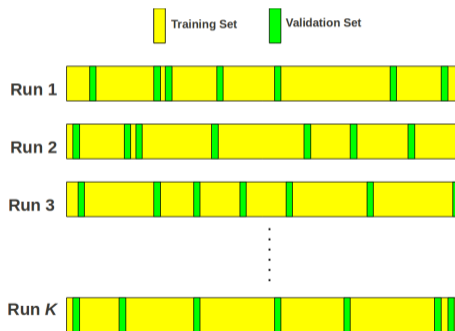 Training Set
Validation Set
Run 1
Run 2
Run 3
Run K